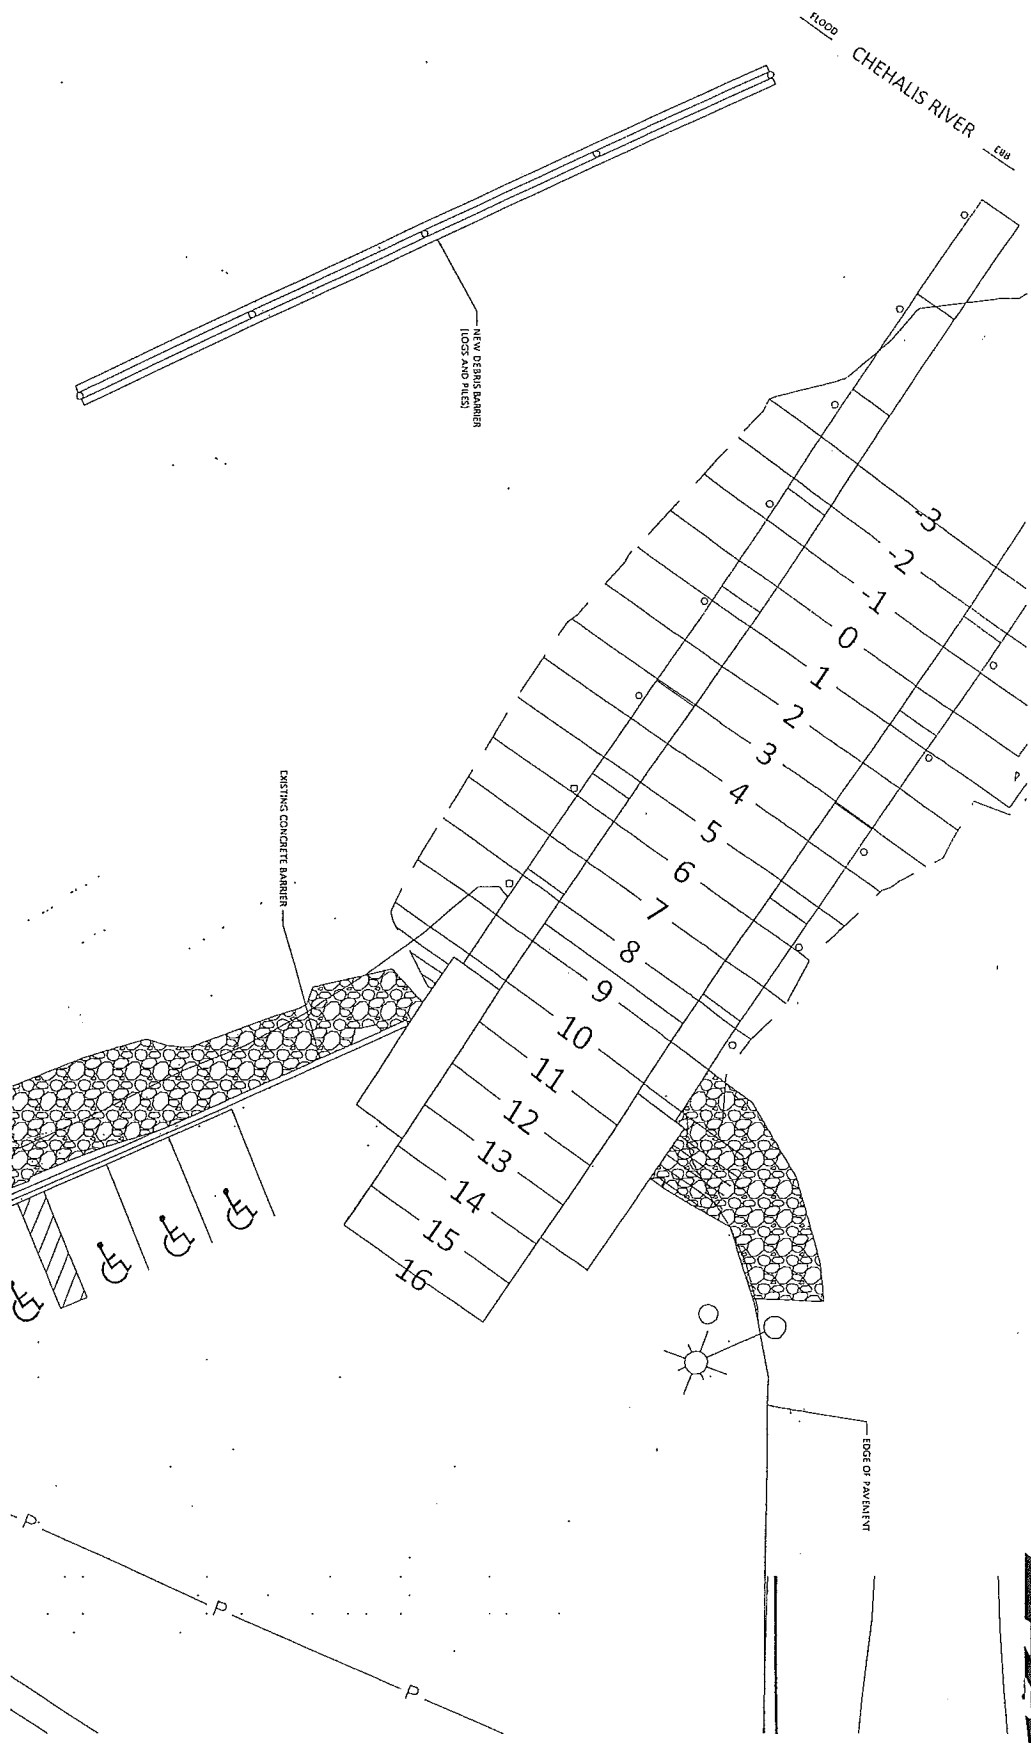 FLOOD
CHEHALIS RIVER
EBB
NEW DEBRIS BARRIER
(LOGS AND PILES)
-3
-2
-1
0
1
2
3
4
5
6
7
8
9
10
11
12
13
14
15
16
EXISTING CONCRETE BARRIER
EDGE OF PAVEMENT
P
P
P